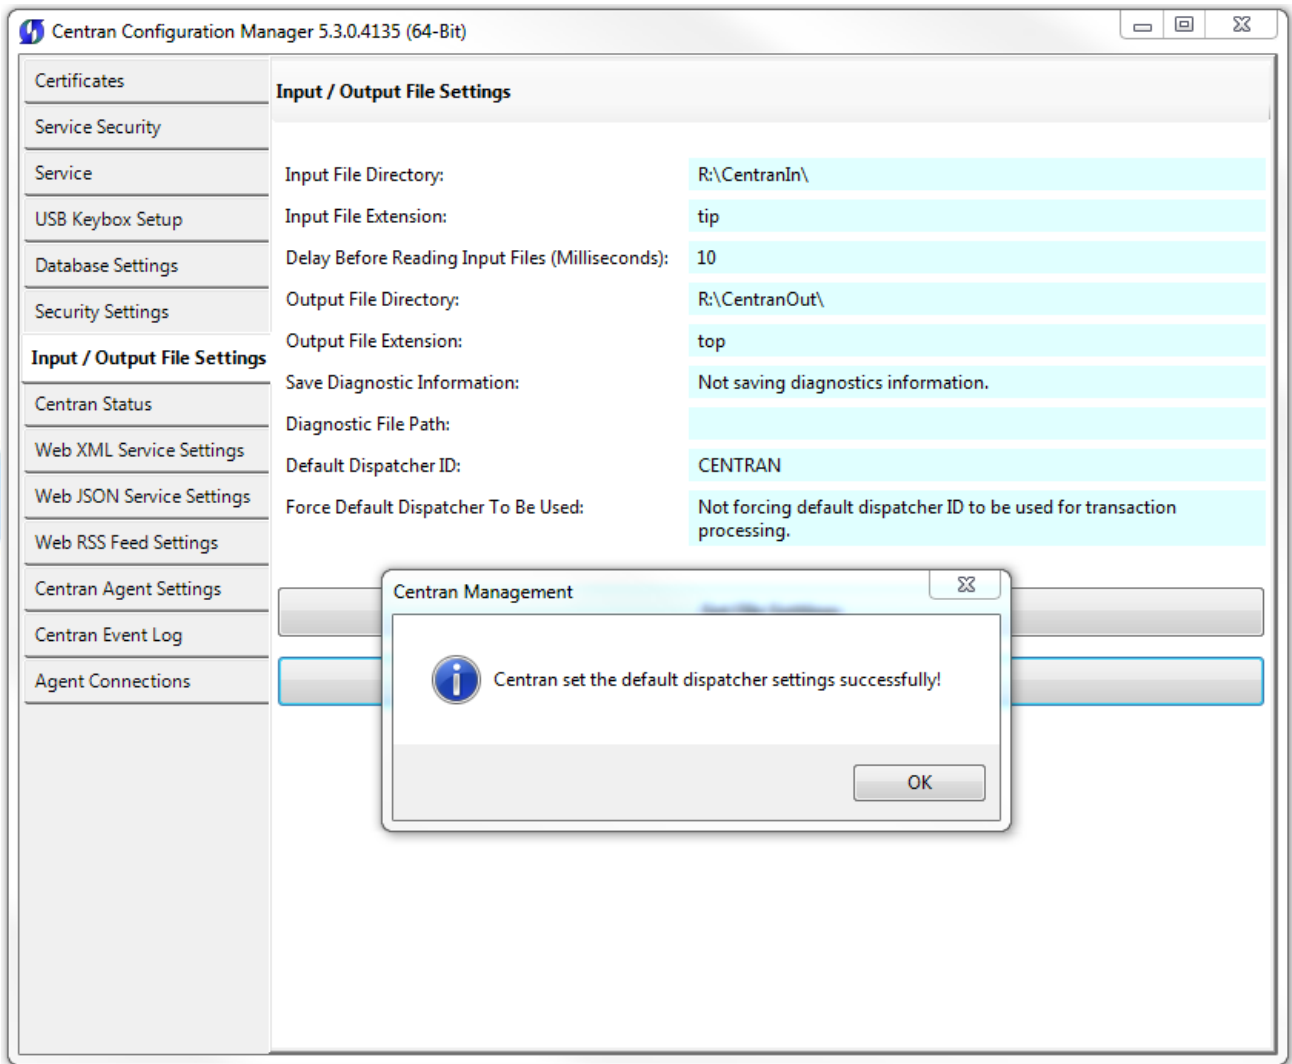 Centran Configuration Manager 5.3.0.4135 (64-Bit)
Certificates
Service Security
Service
USB Keybox Setup
Database Settings
Security Settings
Input / Output File Settings
Centran Status
Web XML Service Settings
Web JSON Service Settings
Web RSS Feed Settings
Centran Agent Settings
Centran Event Log
Agent Connections
Input / Output File Settings
Input File Directory: R:\CentranIn\
Input File Extension: tip
Delay Before Reading Input Files (Milliseconds): 10
Output File Directory: R:\CentranOut\
Output File Extension: top
Save Diagnostic Information: Not saving diagnostics information.
Diagnostic File Path:
Default Dispatcher ID: CENTRAN
Force Default Dispatcher To Be Used: Not forcing default dispatcher ID to be used for transaction
processing.
Centran Management
Centran set the default dispatcher settings successfully!
OK